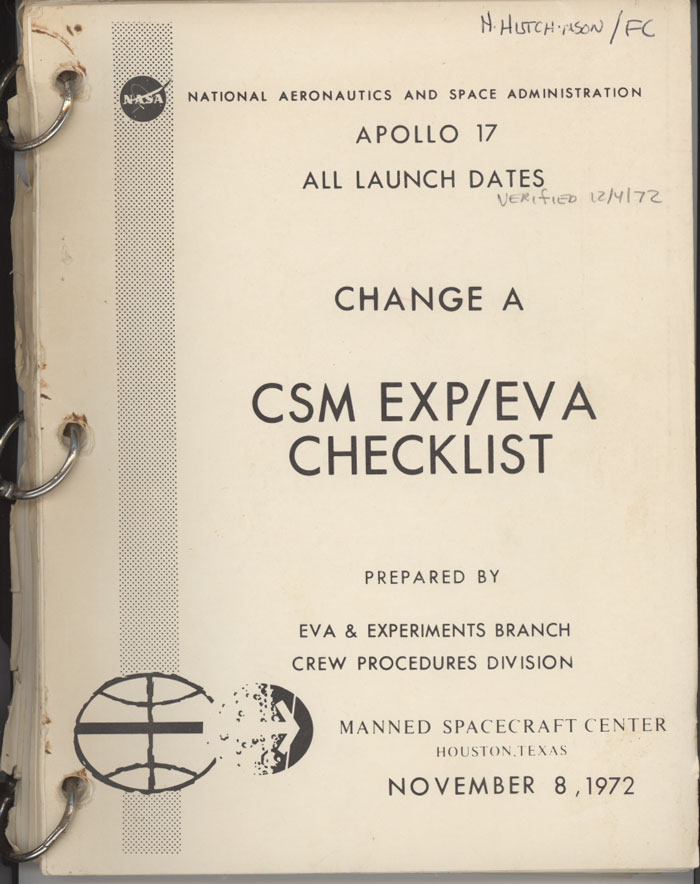 N. HUTCHINSON / FC
NASA
NATIONAL AERONAUTICS AND SPACE ADMINISTRATION
APOLLO 17
ALL LAUNCH DATES
VERIFIED 12/4/72
CHANGE A
CSM EXP/EVA
CHECKLIST
PREPARED BY
EVA & EXPERIMENTS BRANCH
CREW PROCEDURES DIVISION
MANNED SPACECRAFT CENTER
HOUSTON, TEXAS
NOVEMBER 8, 1972